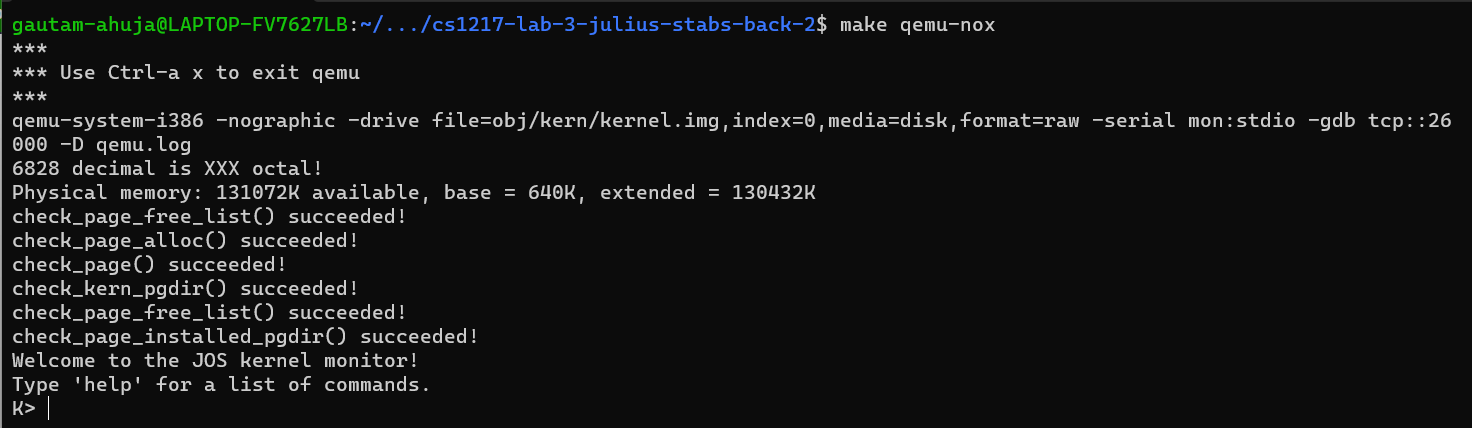 gautam-ahuja@LAPTOP-FV7627LB:~/.../cs1217-lab-3-julius-stabs-back-2$ make qemu-nox
***
*** Use Ctrl-a x to exit qemu
***
qemu-system-i386 -nographic -drive file=obj/kern/kernel.img,index=0,media=disk,format=raw -serial mon:stdio -gdb tcp::26
000 -D qemu.log
6828 decimal is XXX octal!
Physical memory: 131072K available, base = 640K, extended = 130432K
check_page_free_list() succeeded!
check_page_alloc() succeeded!
check_page() succeeded!
check_kern_pgdir() succeeded!
check_page_free_list() succeeded!
check_page_installed_pgdir() succeeded!
Welcome to the JOS kernel monitor!
Type 'help' for a list of commands.
K>